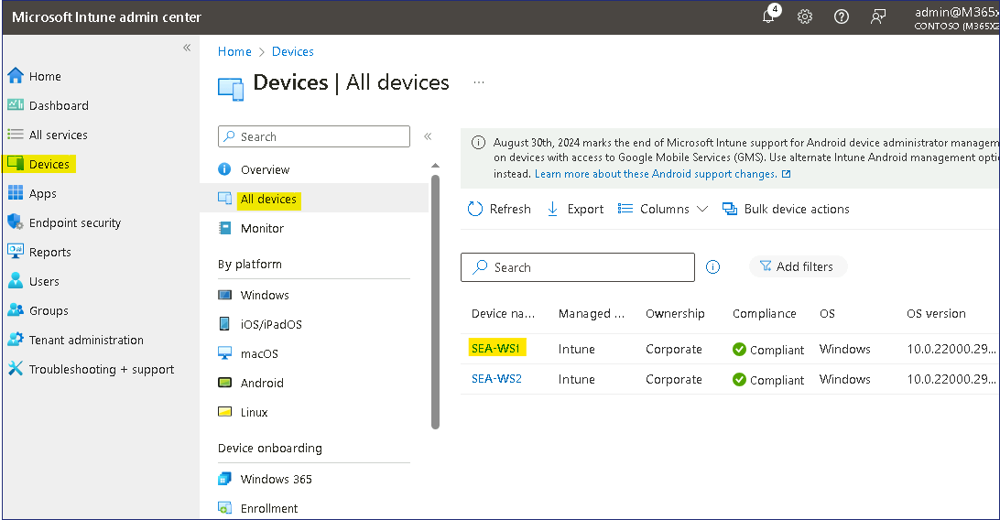 Microsoft Intune admin center
4
admin@M365x
CONTOSO (M365X2
«
Home
Dashboard
All services
Devices
Apps
Endpoint security
Reports
Users
Groups
Tenant administration
Troubleshooting + support
Home > Devices
Devices | All devices ...
Search
«
Overview
All devices
Monitor
By platform
Windows
iOS/iPadOS
macOS
Android
Linux
Device onboarding
Windows 365
Enrollment
August 30th, 2024 marks the end of Microsoft Intune support for Android device administrator managem
on devices with access to Google Mobile Services (GMS). Use alternate Intune Android management optio
instead. Learn more about these Android support changes.
Refresh Export Columns Bulk device actions
Search Add filters
Device na... Managed ... Ownership Compliance OS OS version
SEA-WS1 Intune Corporate Compliant Windows 10.0.22000.29...
SEA-WS2 Intune Corporate Compliant Windows 10.0.22000.29...